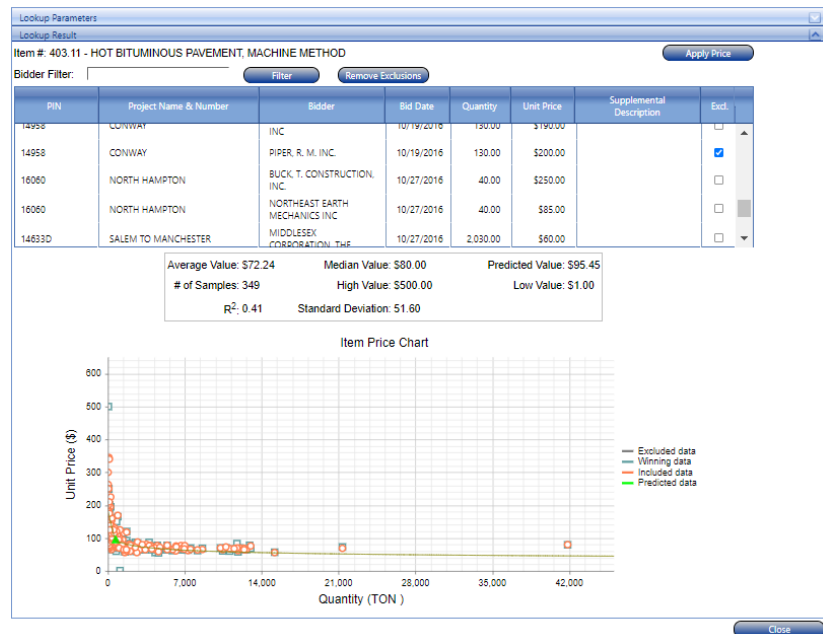 Lookup Parameters
Lookup Result
Item #: 403.11 - HOT BITUMINOUS PAVEMENT, MACHINE METHOD
Apply Price
Bidder Filter:
Filter
Remove Exclusions
PIN Project Name & Number Bidder Bid Date Quantity Unit Price Supplemental Description Excl.
14958 CONWAY INC 10/19/2016 130.00 $190.00
14958 CONWAY PIPER, R. M. INC. 10/19/2016 130.00 $200.00
16060 NORTH HAMPTON BUCK, T. CONSTRUCTION, INC. 10/27/2016 40.00 $250.00
16060 NORTH HAMPTON NORTHEAST EARTH MECHANICS INC 10/27/2016 40.00 $85.00
14633D SALEM TO MANCHESTER MIDDLESEX CORPORATION, THE 10/27/2016 2,030.00 $60.00
Average Value: $72.24 Median Value: $80.00 Predicted Value: $95.45
# of Samples: 349 High Value: $500.00 Low Value: $1.00
R²: 0.41 Standard Deviation: 51.60
Item Price Chart
600
500
400
300
200
100
0
Unit Price ($)
Excluded data
Winning data
Included data
Predicted data
0 7,000 14,000 21,000 28,000 35,000 42,000
Quantity (TON )
Close